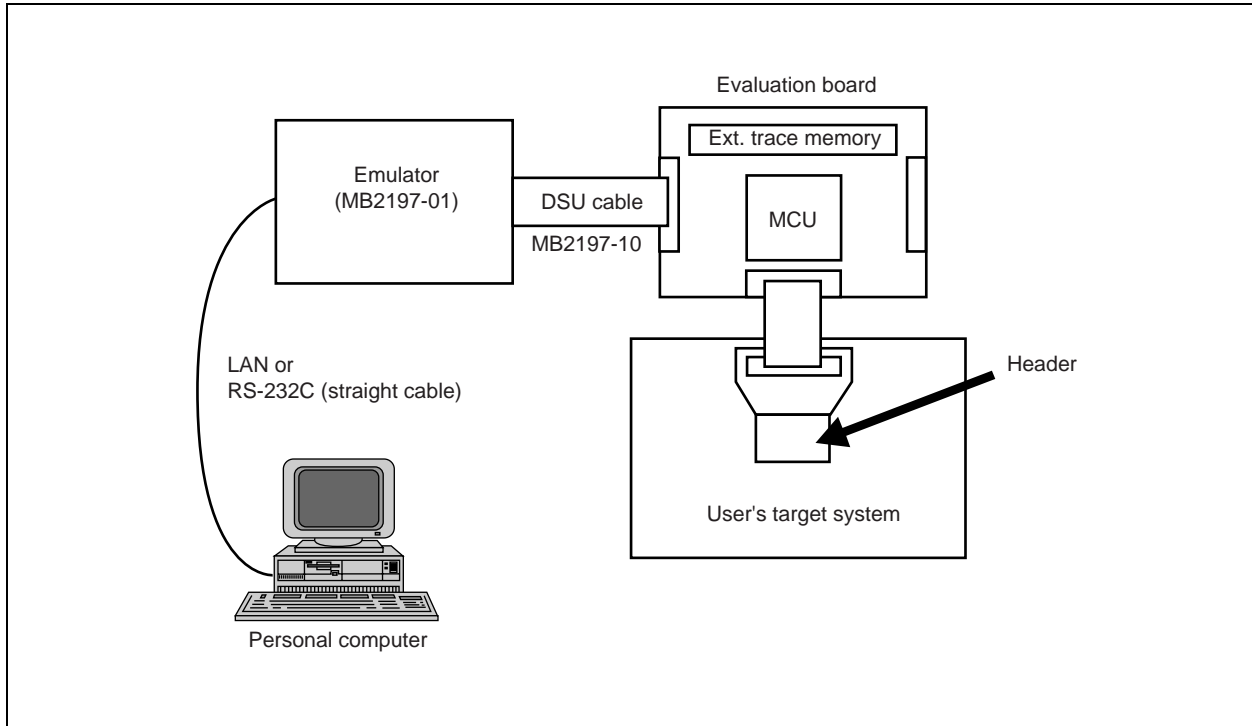 Evaluation board
Ext. trace memory
Emulator
(MB2197-01)
DSU cable
MB2197-10
MCU
LAN or
RS-232C (straight cable)
Header
User's target system
Personal computer